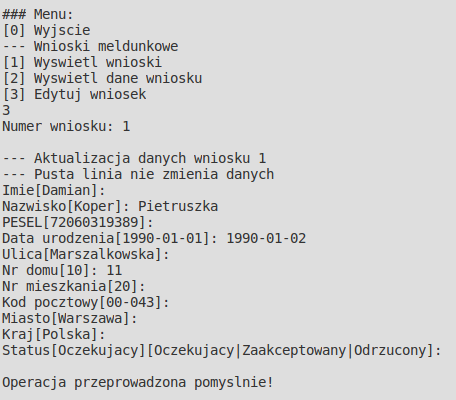 ### Menu:
[0] Wyjscie
--- Wnioski meldunkowe
[1] Wyswietl wnioski
[2] Wyswietl dane wniosku
[3] Edytuj wniosek
3
Numer wniosku: 1
--- Aktualizacja danych wniosku 1
--- Pusta linia nie zmienia danych
Imie[Damian]:
Nazwisko[Koper]: Pietruszka
PESEL[72060319389]:
Data urodzenia[1990-01-01]: 1990-01-02
Ulica[Marszalkowska]:
Nr domu[10]: 11
Nr mieszkania[20]:
Kod pocztowy[00-043]:
Miasto[Warszawa]:
Kraj[Polska]:
Status[Oczekujacy][Oczekujacy|Zaakceptowany|Odrzucony]:
Operacja przeprowadzona pomyslnie!